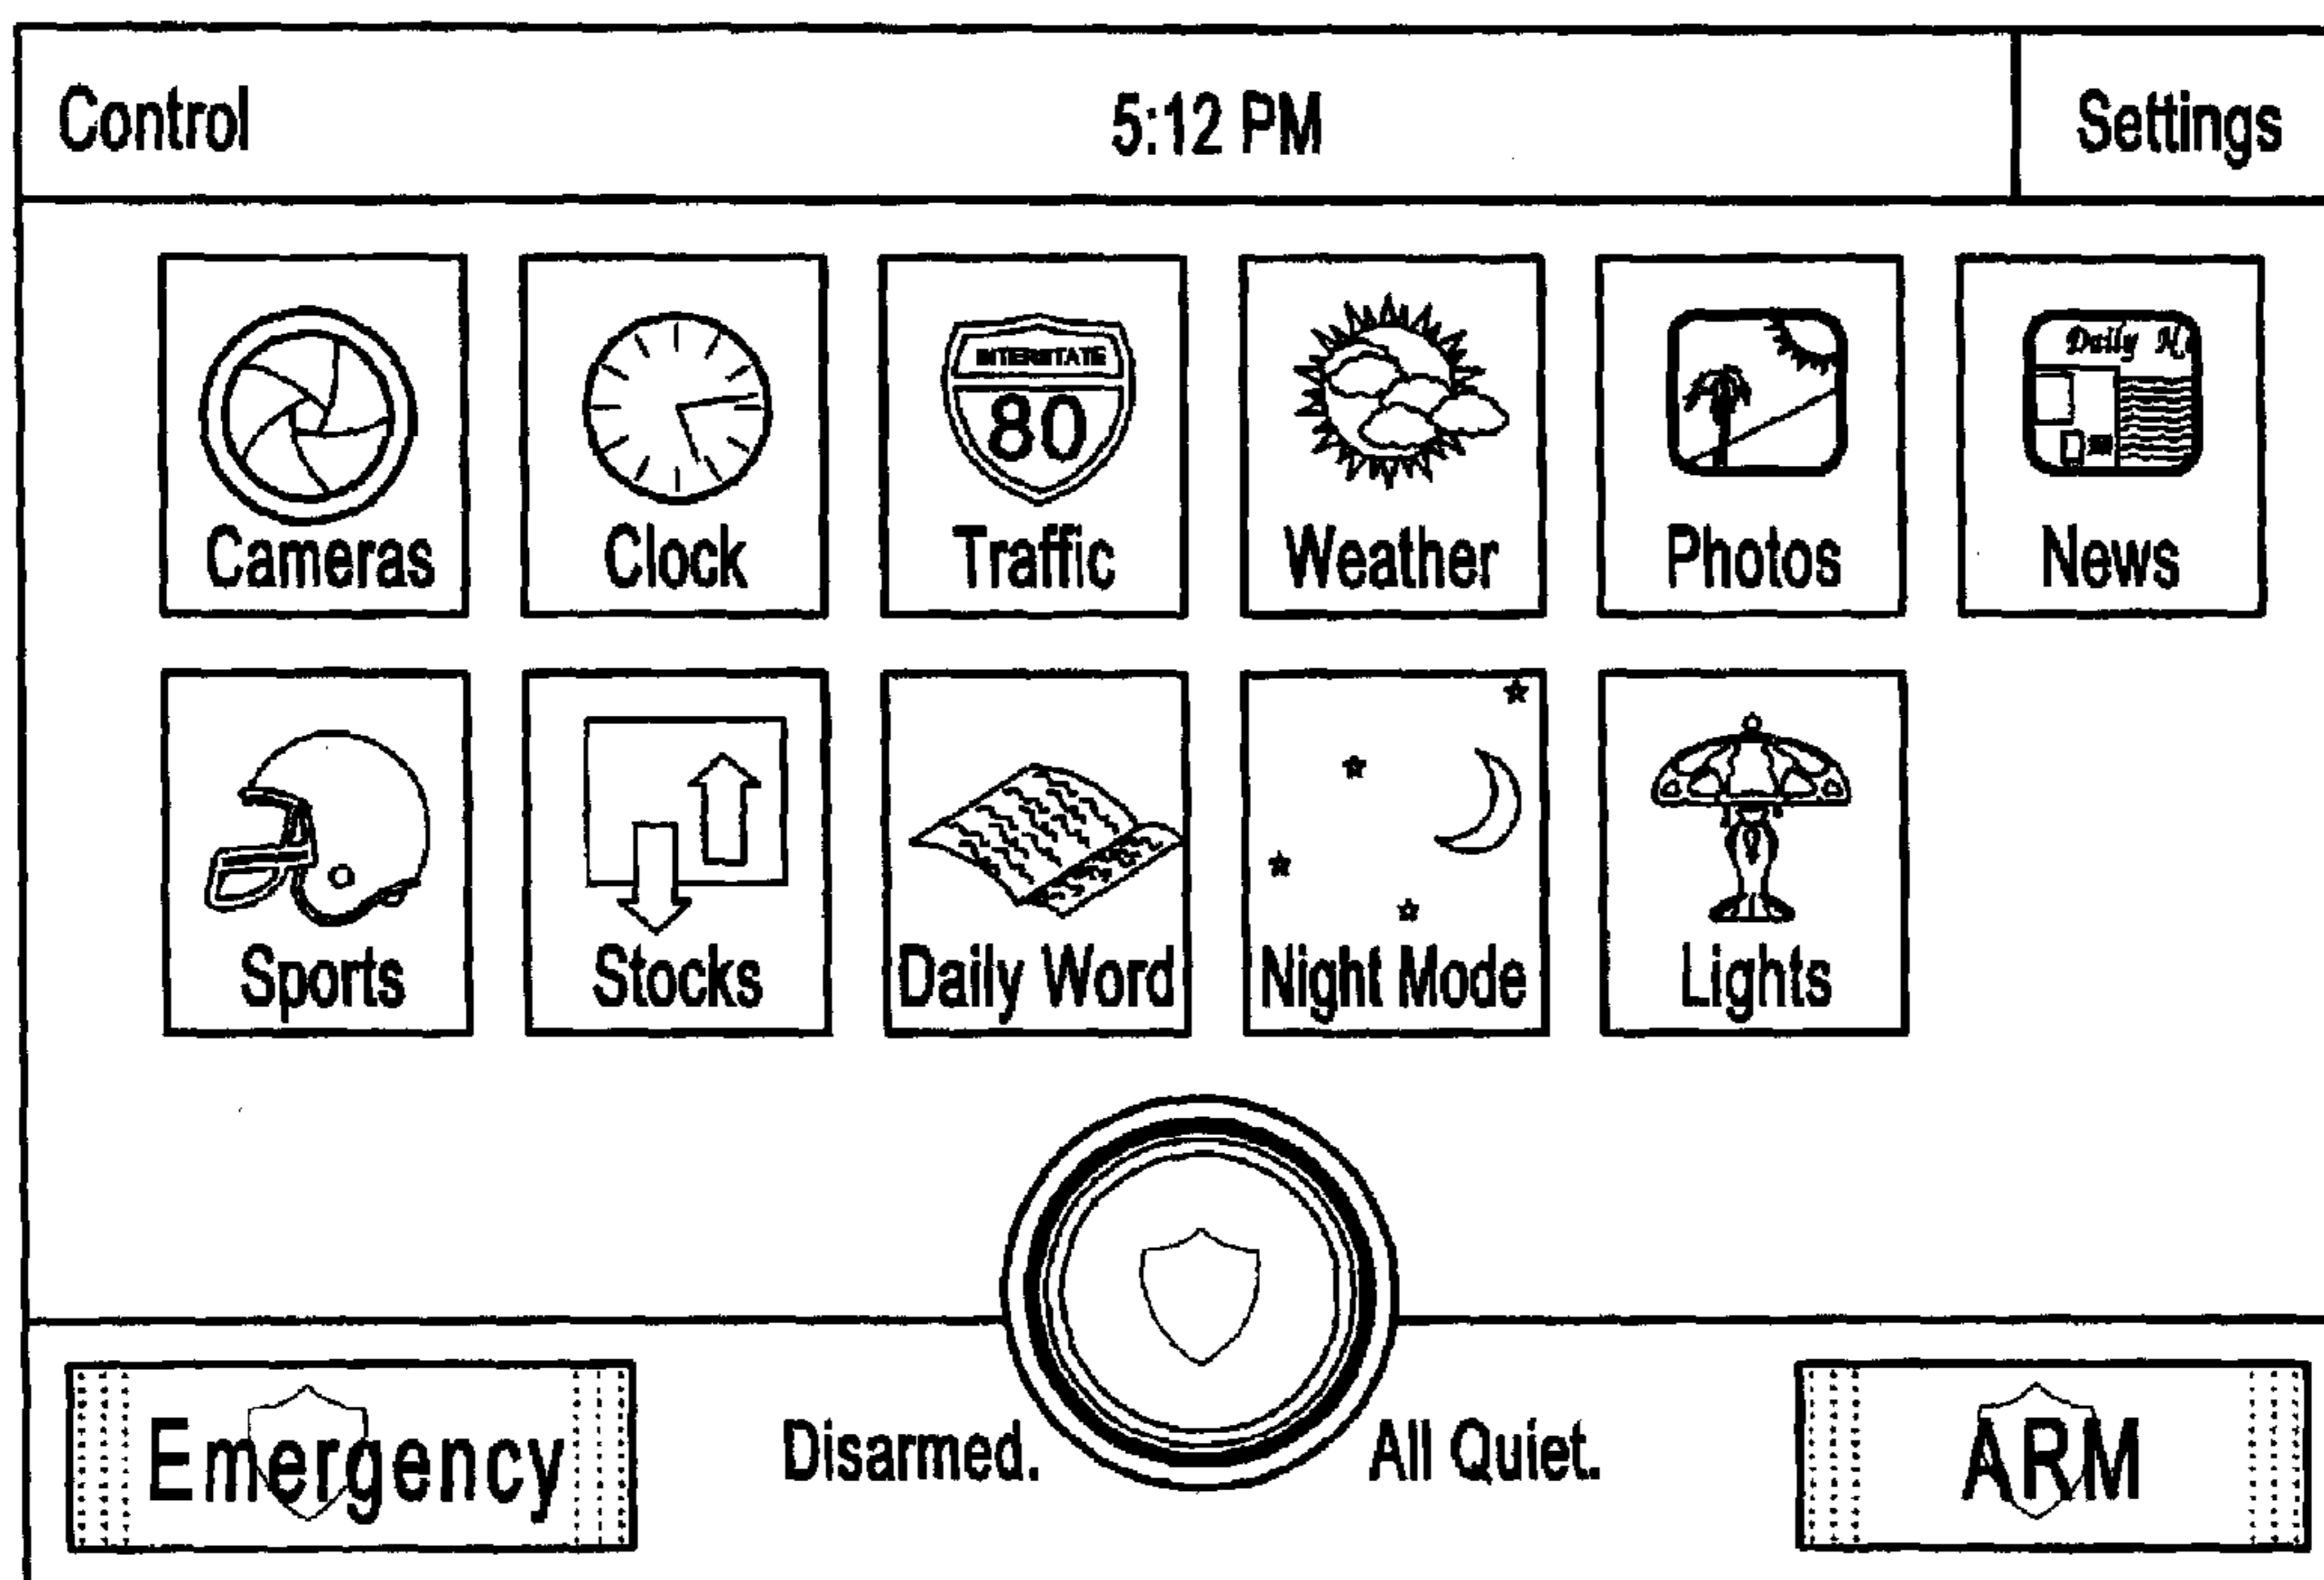 Control 5:12 PM Settings
INTERSTATE
80
Daily
Cameras Clock Traffic Weather Photos News
Sports Stocks Daily Word Night Mode Lights
Emergency Disarmed. All Quiet. ARM